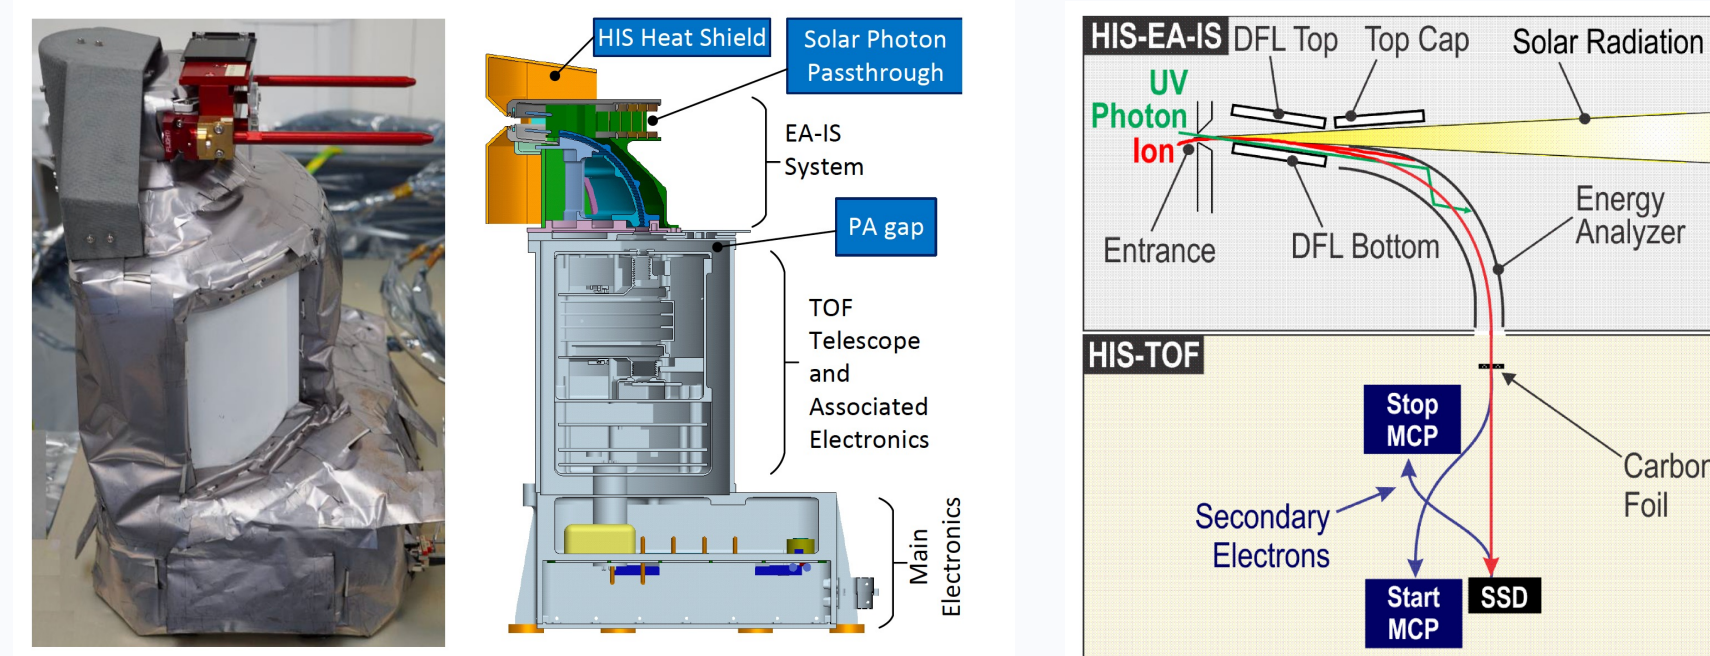 HIS Heat Shield
Solar Photon
Passthrough
EA-IS
System
PA gap
TOF
Telescope
and
Associated
Electronics
Main
Electronics
HIS-EA-IS
DFL Top
Top Cap
Solar Radiation
UV
Photon
Ion
Entrance
DFL Bottom
Energy
Analyzer
HIS-TOF
Stop
MCP
Carbon
Foil
Secondary
Electrons
Start
MCP
SSD